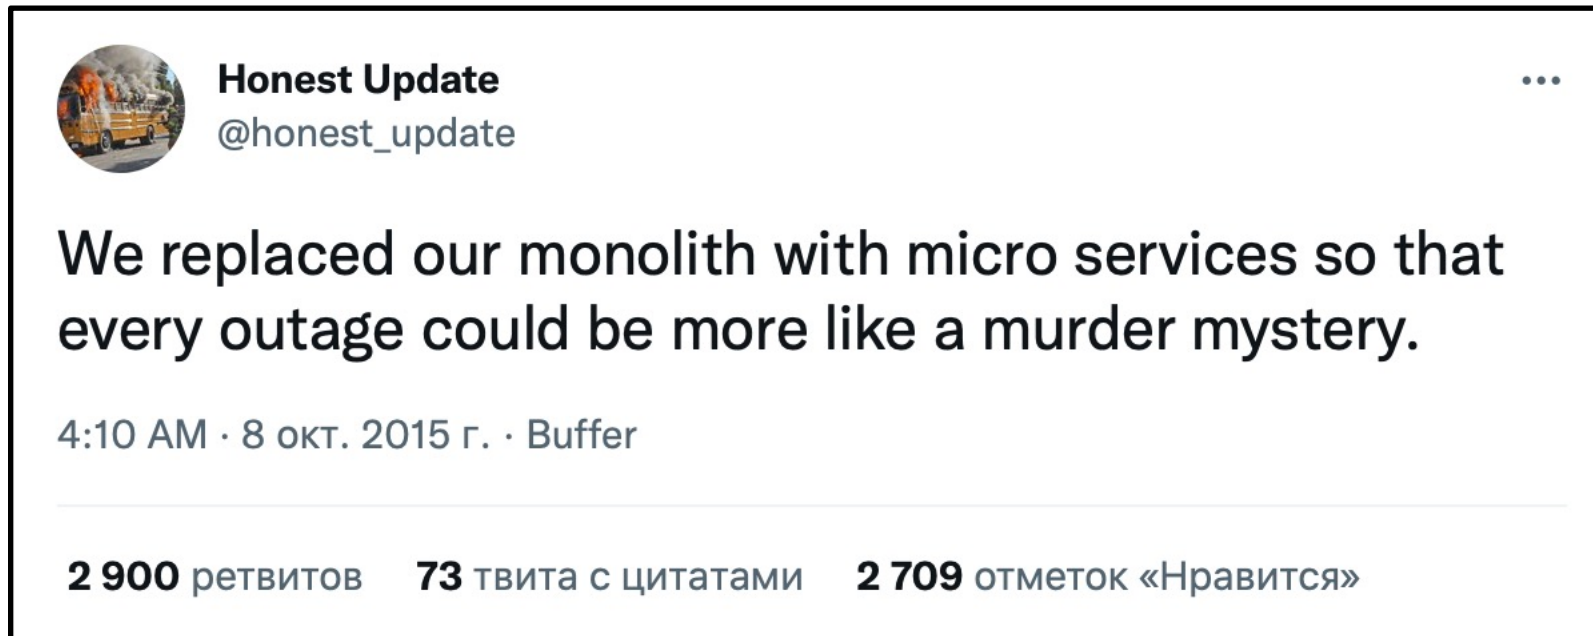 Honest Update
@honest_update
We replaced our monolith with micro services so that
every outage could be more like a murder mystery.
4:10 AM · 8 окт. 2015 г. · Buffer
2 900 ретвитов 73 твита с цитатами 2 709 отметок «Нравится»